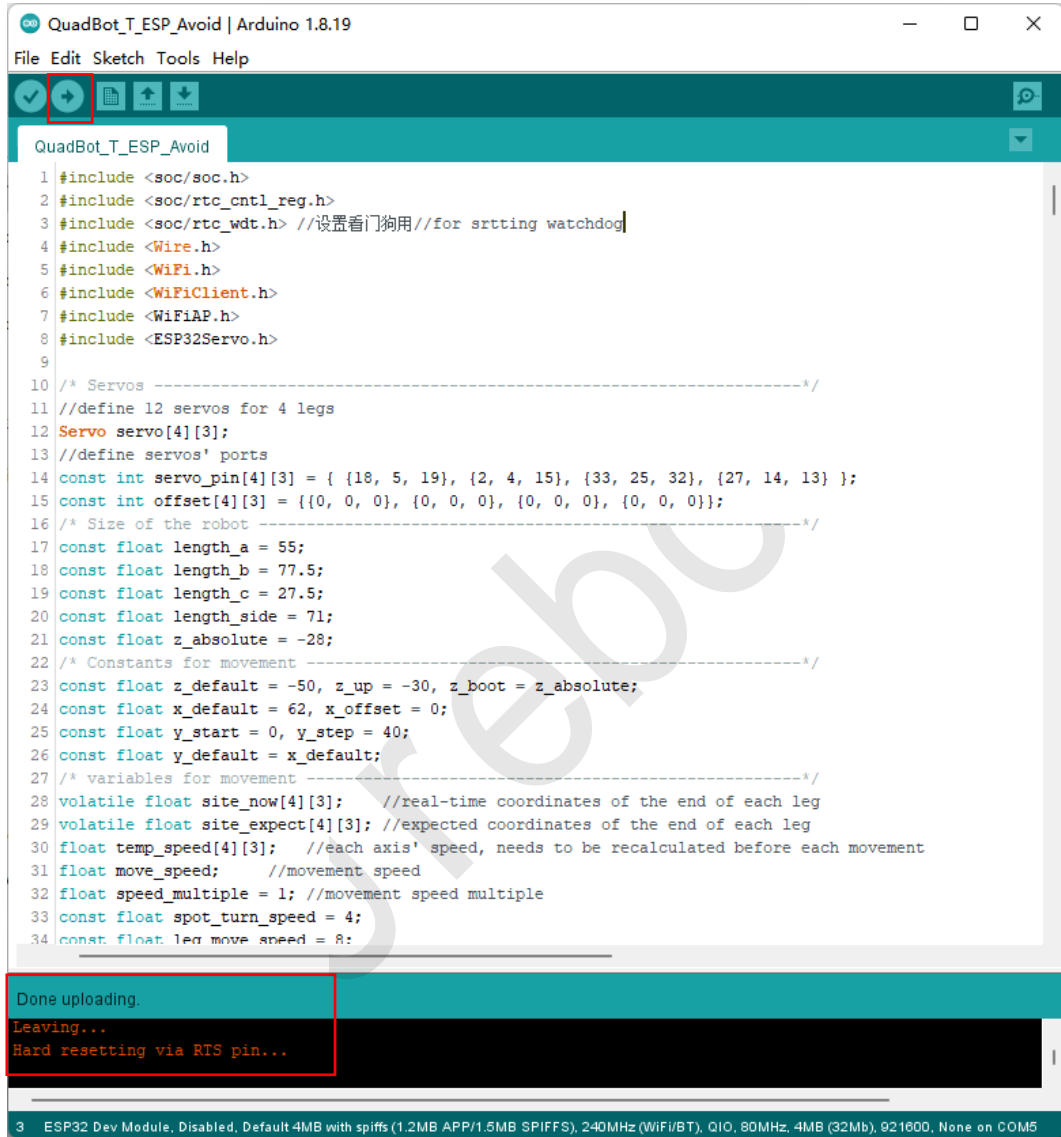 QuadBot_T_ESP_Avoid | Arduino 1.8.19
File Edit Sketch Tools Help
QuadBot_T_ESP_Avoid
1 #include <soc/soc.h>
2 #include <soc/rtc_cntl_reg.h>
3 #include <soc/rtc_wdt.h> //设置看门狗用//for srtting watchdog
4 #include <Wire.h>
5 #include <WiFi.h>
6 #include <WiFiClient.h>
7 #include <WiFiAP.h>
8 #include <ESP32Servo.h>
9
10 /* Servos --------------------------------------------------------------------*/
11 //define 12 servos for 4 legs
12 Servo servo[4][3];
13 //define servos' ports
14 const int servo_pin[4][3] = { {18, 5, 19}, {2, 4, 15}, {33, 25, 32}, {27, 14, 13} };
15 const int offset[4][3] = {{0, 0, 0}, {0, 0, 0}, {0, 0, 0}, {0, 0, 0}};
16 /* Size of the robot ---------------------------------------------------------*/
17 const float length_a = 55;
18 const float length_b = 77.5;
19 const float length_c = 27.5;
20 const float length_side = 71;
21 const float z_absolute = -28;
22 /* Constants for movement ----------------------------------------------------*/
23 const float z_default = -50, z_up = -30, z_boot = z_absolute;
24 const float x_default = 62, x_offset = 0;
25 const float y_start = 0, y_step = 40;
26 const float y_default = x_default;
27 /* variables for movement ----------------------------------------------------*/
28 volatile float site_now[4][3];    //real-time coordinates of the end of each leg
29 volatile float site_expect[4][3]; //expected coordinates of the end of each leg
30 float temp_speed[4][3];   //each axis' speed, needs to be recalculated before each movement
31 float move_speed;     //movement speed
32 float speed_multiple = 1; //movement speed multiple
33 const float spot_turn_speed = 4;
34 const float leg_move_speed = 8;
urebo
Done uploading.
Leaving...
Hard resetting via RTS pin...
3 ESP32 Dev Module, Disabled, Default 4MB with spiffs (1.2MB APP/1.5MB SPIFFS), 240MHz (WiFi/BT), QIO, 80MHz, 4MB (32Mb), 921600, None on COM5